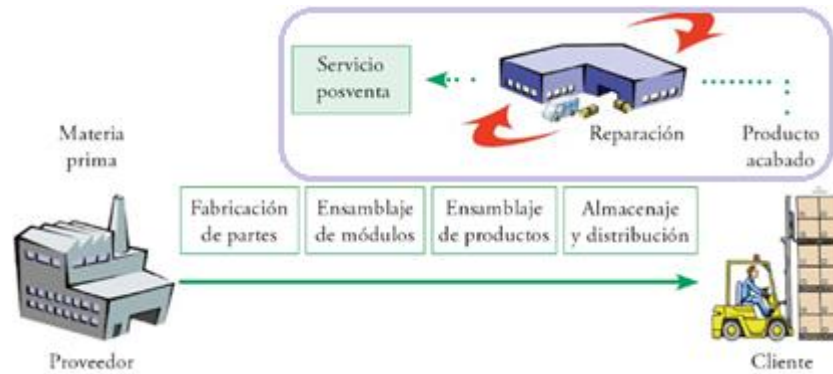 Servicio
posventa
Reparación
Producto
acabado
Materia
prima
Fabricación
de partes
Ensamblaje
de módulos
Ensamblaje
de productos
Almacenaje
y distribución
Proveedor
Cliente